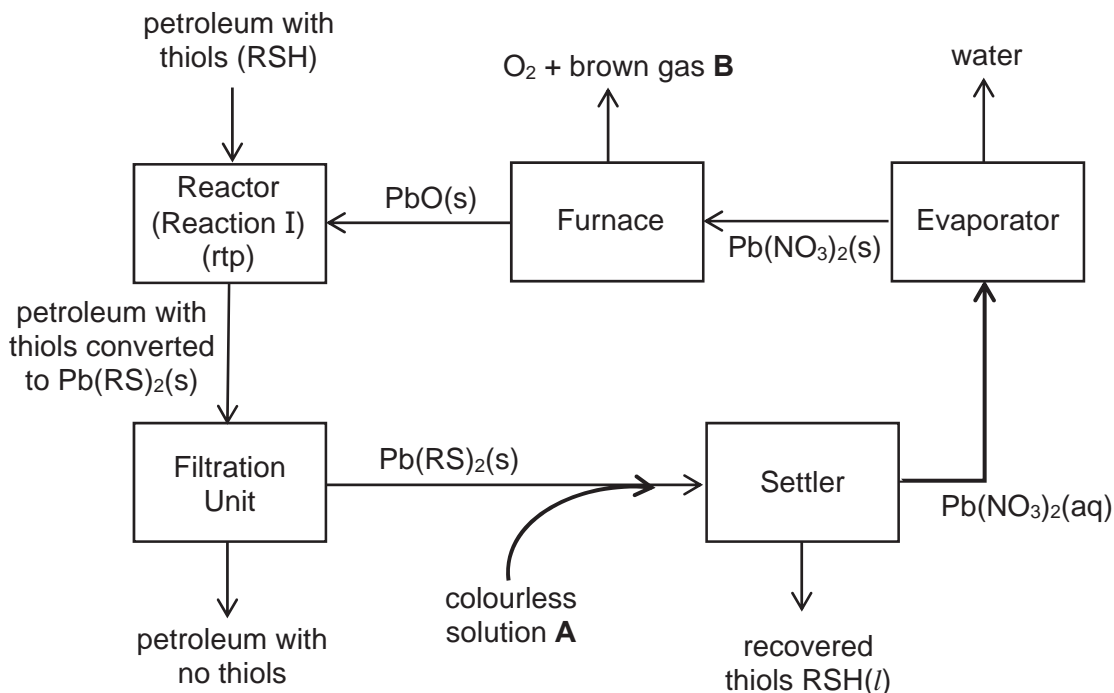 petroleum with
thiols (RSH)
O₂ + brown gas B
water
Reactor
(Reaction I)
(rtp)
PbO(s)
Furnace
Pb(NO₃)₂(s)
Evaporator
petroleum with
thiols converted
to Pb(RS)₂(s)
Filtration
Unit
Pb(RS)₂(s)
Settler
Pb(NO₃)₂(aq)
colourless
solution A
petroleum with
no thiols
recovered
thiols RSH(l)